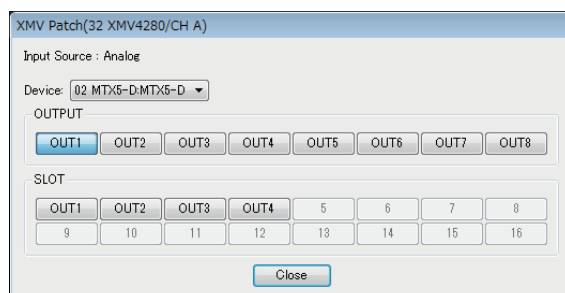 XMV Patch(32 XMV4280/CH A)
Input Source : Analog
Device: 02 MTX5-D:MTX5-D
OUTPUT
OUT1 OUT2 OUT3 OUT4 OUT5 OUT6 OUT7 OUT8
SLOT
OUT1 OUT2 OUT3 OUT4 5 6 7 8
9 10 11 12 13 14 15 16
Close